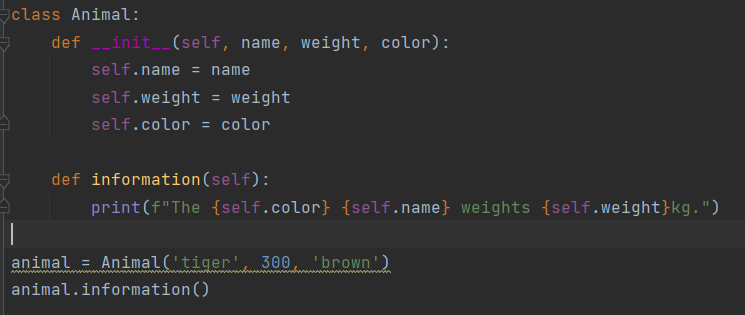 class Animal:
    def __init__(self, name, weight, color):
        self.name = name
        self.weight = weight
        self.color = color

    def information(self):
        print(f"The {self.color} {self.name} weights {self.weight}kg.")

animal = Animal('tiger', 300, 'brown')
animal.information()